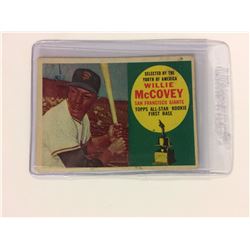 SELECTED BY THE
YOUTH OF AMERICA
WILLIE
McCOVEY
SAN FRANCISCO GIANTS
TOPPS ALL-STAR ROOKIE
FIRST BASE